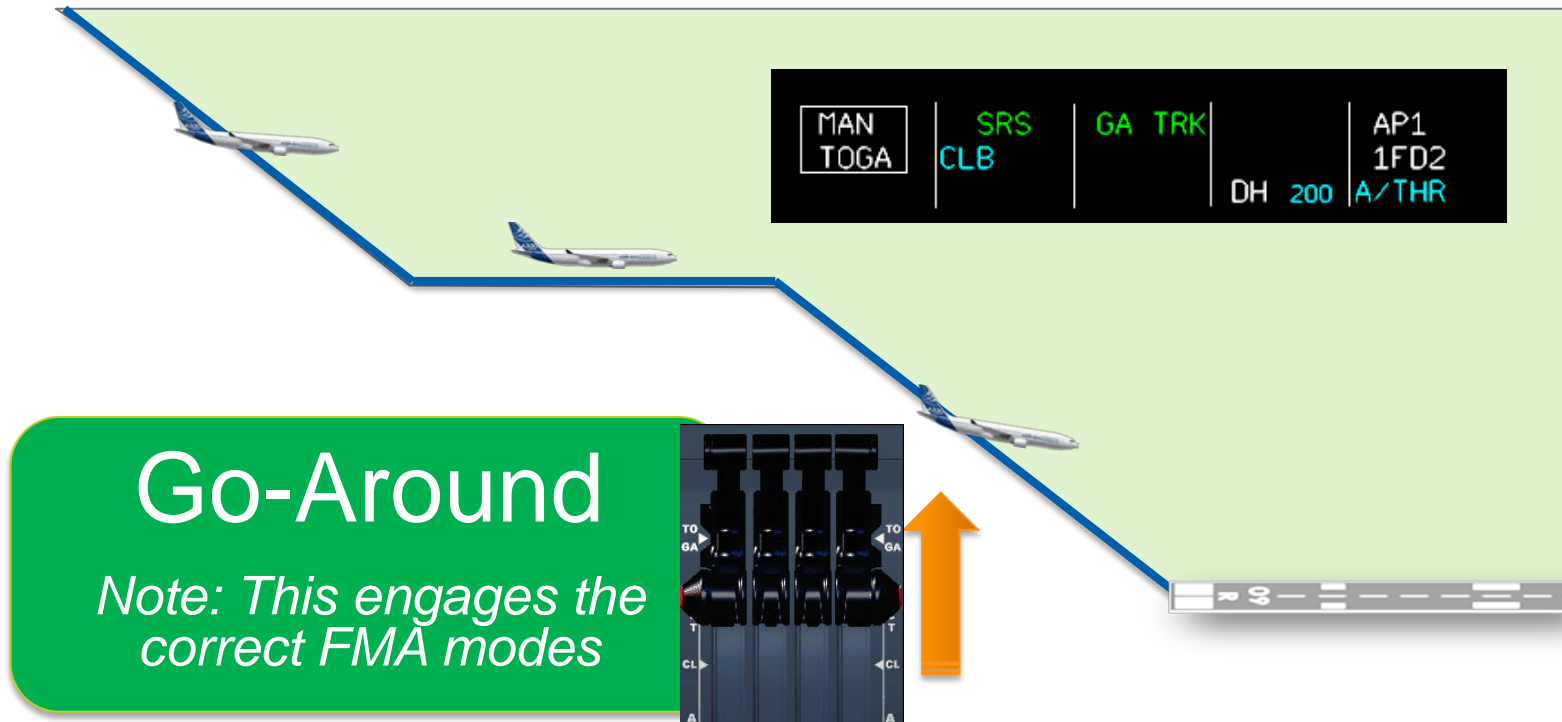 MAN SRS GA TRK AP1
TOGA CLB 1FD2
DH 200 A/THR
Go-Around
Note: This engages the
correct FMA modes
TO TO
GA GA
T T
CL CL
A A
09
R